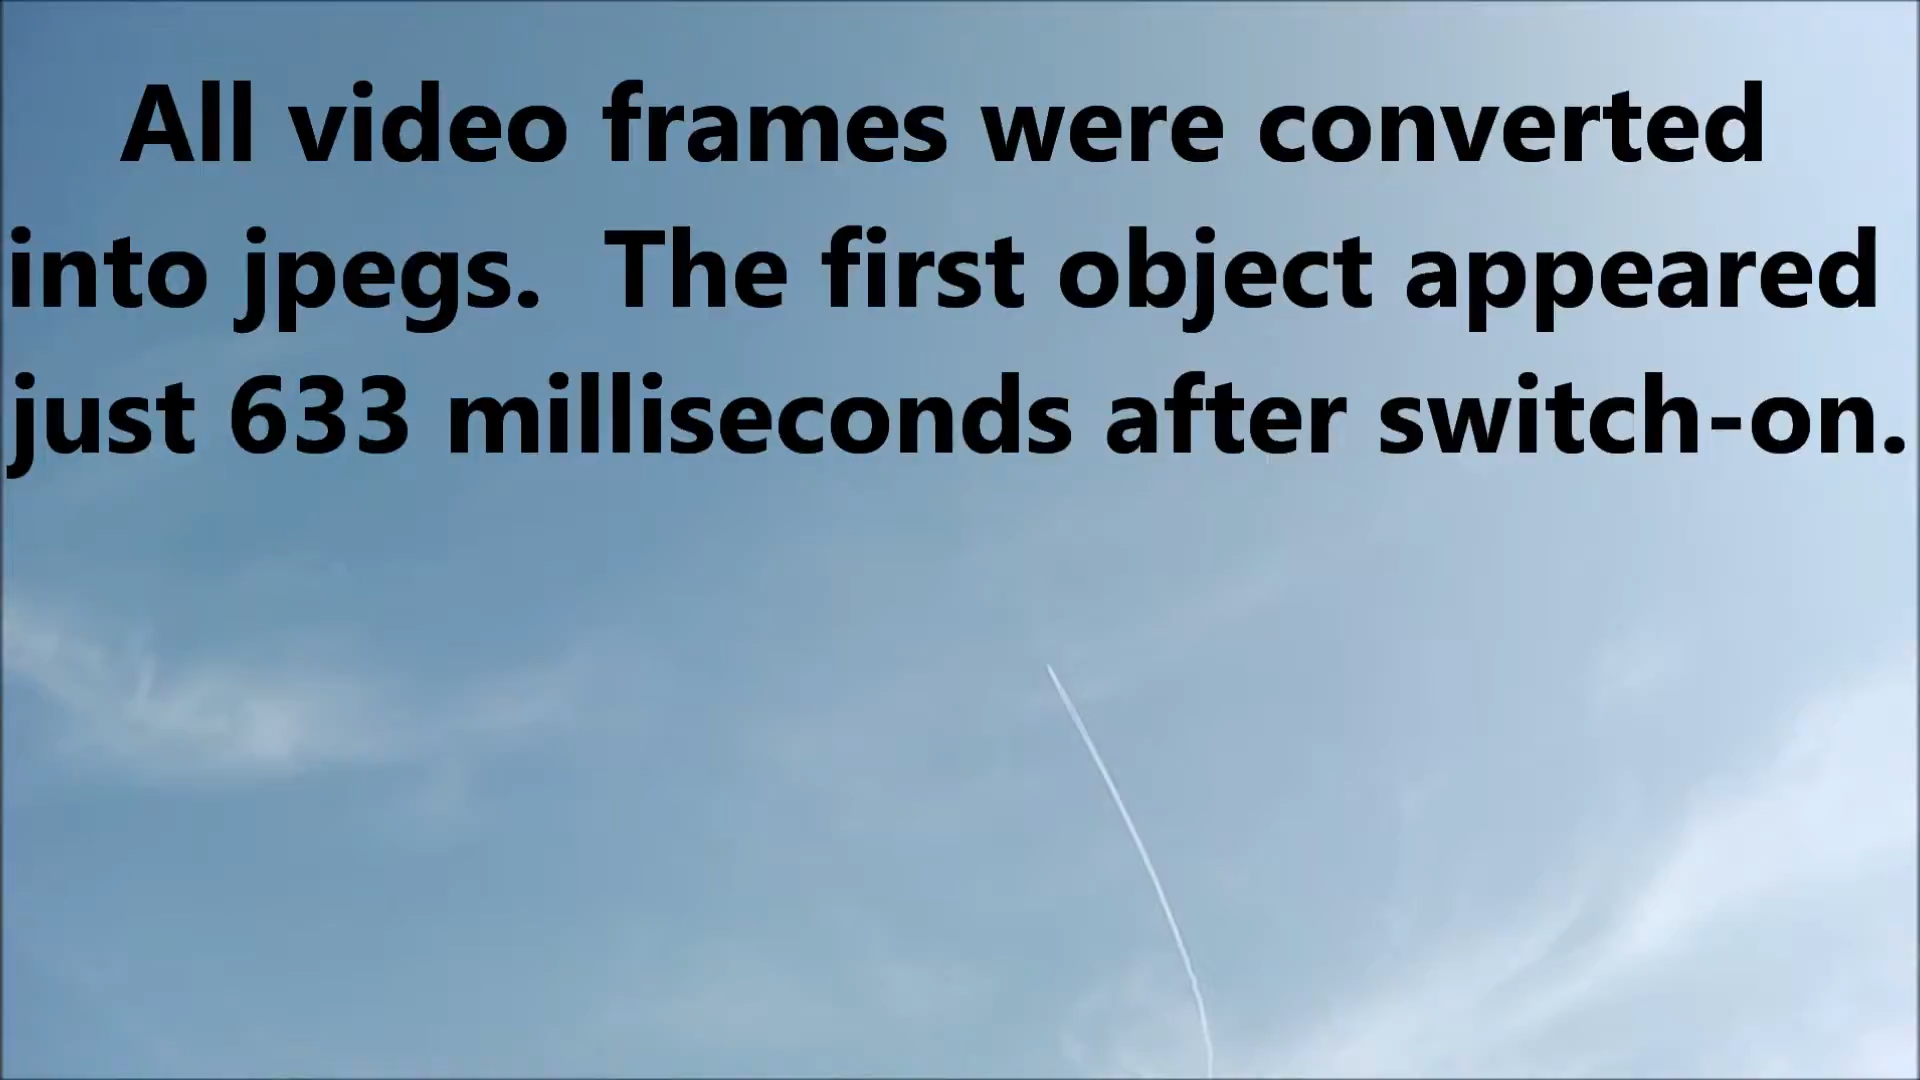 All video frames were converted
into jpegs.  The first object appeared
just 633 milliseconds after switch-on.